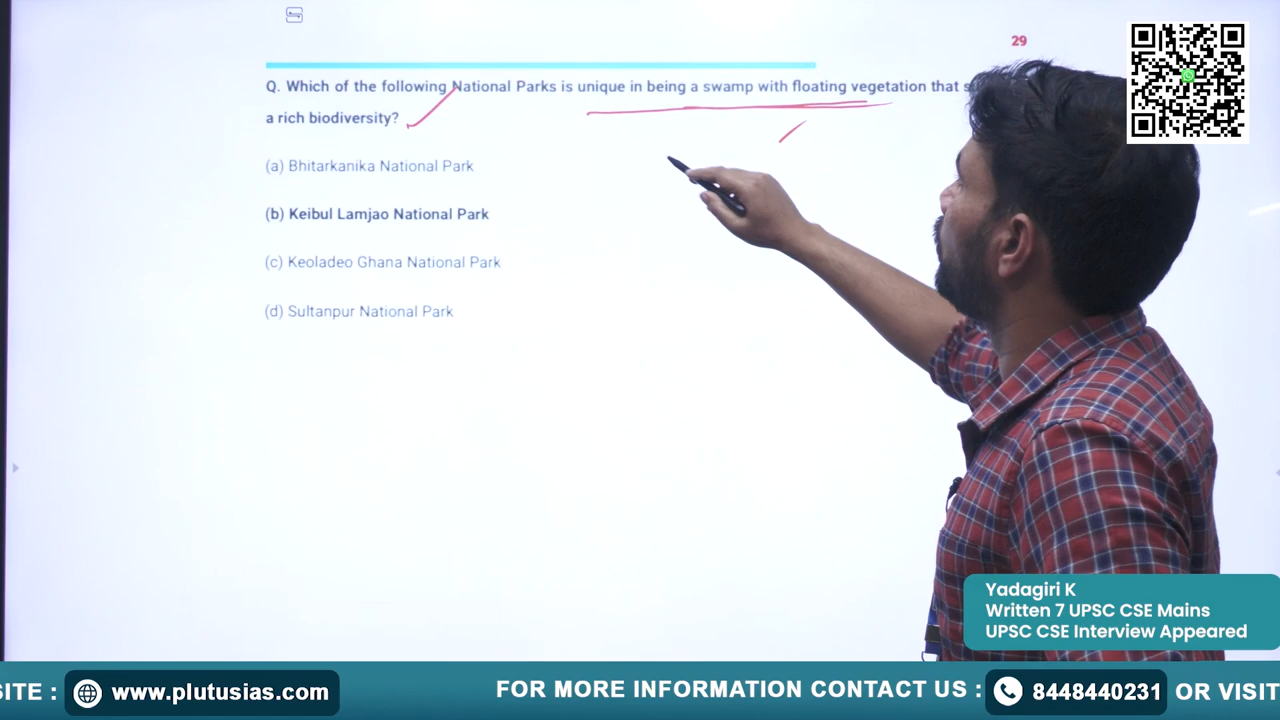 29
Q. Which of the following National Parks is unique in being a swamp with floating vegetation that
a rich biodiversity?
(a) Bhitarkanika National Park
(b) Keibul Lamjao National Park
(c) Keoladeo Ghana National Park
(d) Sultanpur National Park
Yadagiri K
Written 7 UPSC CSE Mains
UPSC CSE Interview Appeared
SITE : www.plutusias.com FOR MORE INFORMATION CONTACT US : 8448440231 OR VISIT